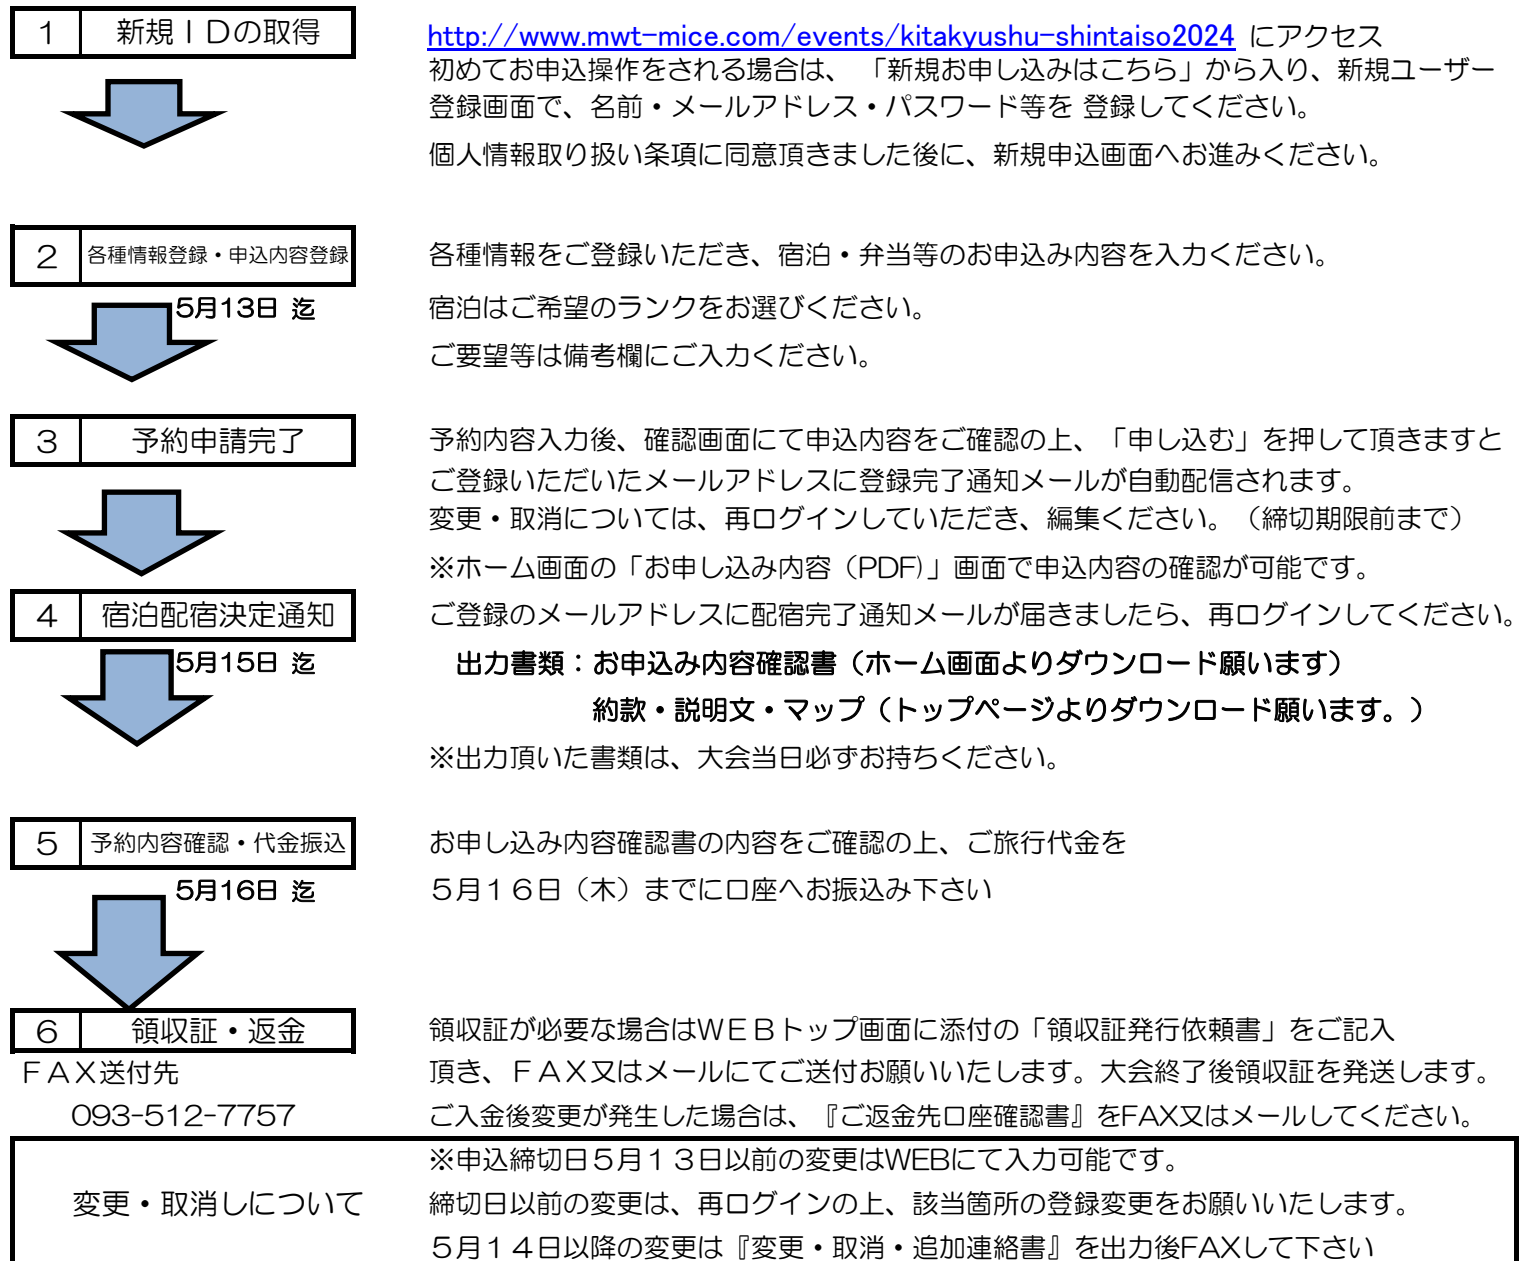 1 新規IDの取得
http://www.mwt-mice.com/events/kitakyushu-shintaiso2024 にアクセス
初めてお申込操作をされる場合は、「新規お申し込みはこちら」から入り、新規ユーザー
登録画面で、名前・メールアドレス・パスワード等を 登録してください。
個人情報取り扱い条項に同意頂きました後に、新規申込画面へお進みください。
2 各種情報登録・申込内容登録
各種情報をご登録いただき、宿泊・弁当等のお申込み内容を入力ください。
5月13日 迄
宿泊はご希望のランクをお選びください。
ご要望等は備考欄にご入力ください。
3 予約申請完了
予約内容入力後、確認画面にて申込内容をご確認の上、「申し込む」を押して頂きますと
ご登録いただいたメールアドレスに登録完了通知メールが自動配信されます。
変更・取消については、再ログインしていただき、編集ください。（締切期限前まで）
※ホーム画面の「お申し込み内容（PDF)」画面で申込内容の確認が可能です。
4 宿泊配宿決定通知
ご登録のメールアドレスに配宿完了通知メールが届きましたら、再ログインしてください。
5月15日 迄
出力書類：お申込み内容確認書（ホーム画面よりダウンロード願います）
約款・説明文・マップ（トップページよりダウンロード願います。）
※出力頂いた書類は、大会当日必ずお持ちください。
5 予約内容確認・代金振込
お申し込み内容確認書の内容をご確認の上、ご旅行代金を
5月16日 迄
５月１６日（木）までに口座へお振込み下さい
6 領収証・返金
領収証が必要な場合はＷＥＢトップ画面に添付の「領収証発行依頼書」をご記入
ＦＡＸ送付先
頂き、ＦＡＸ又はメールにてご送付お願いいたします。大会終了後領収証を発送します。
093-512-7757
ご入金後変更が発生した場合は、『ご返金先口座確認書』をFAX又はメールしてください。
※申込締切日５月１３日以前の変更はWEBにて入力可能です。
変更・取消しについて
締切日以前の変更は、再ログインの上、該当箇所の登録変更をお願いいたします。
５月１４日以降の変更は『変更・取消・追加連絡書』を出力後FAXして下さい